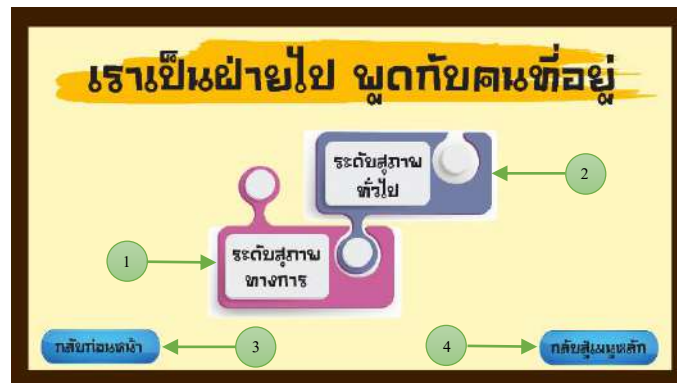 เราเป็นฝ่ายไป พูดกับคนที่อยู่
ระดับสุภาพ
ทั่วไป
2
1
ระดับสุภาพ
ทางการ
กลับก่อนหน้า
3
4
กลับสู่เมนูหลัก